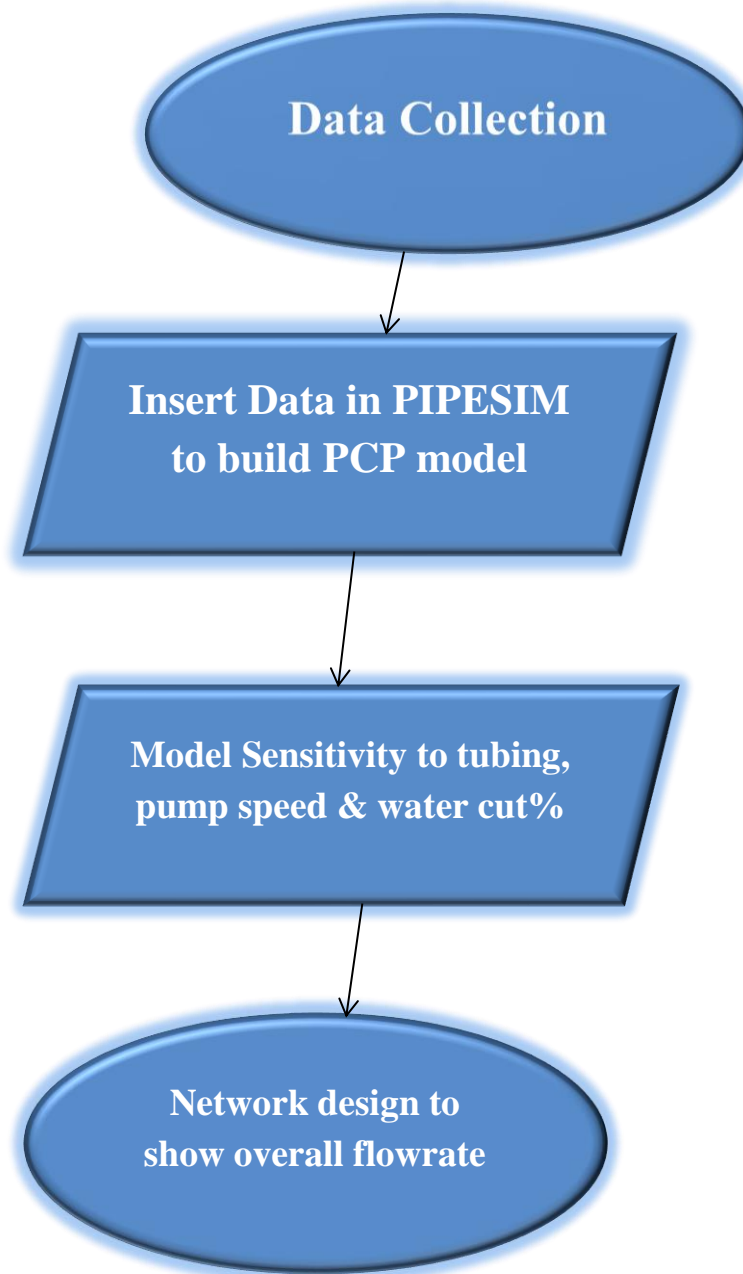 Data Collection
Insert Data in PIPESIM
to build PCP model
Model Sensitivity to tubing,
pump speed & water cut%
Network design to
show overall flowrate